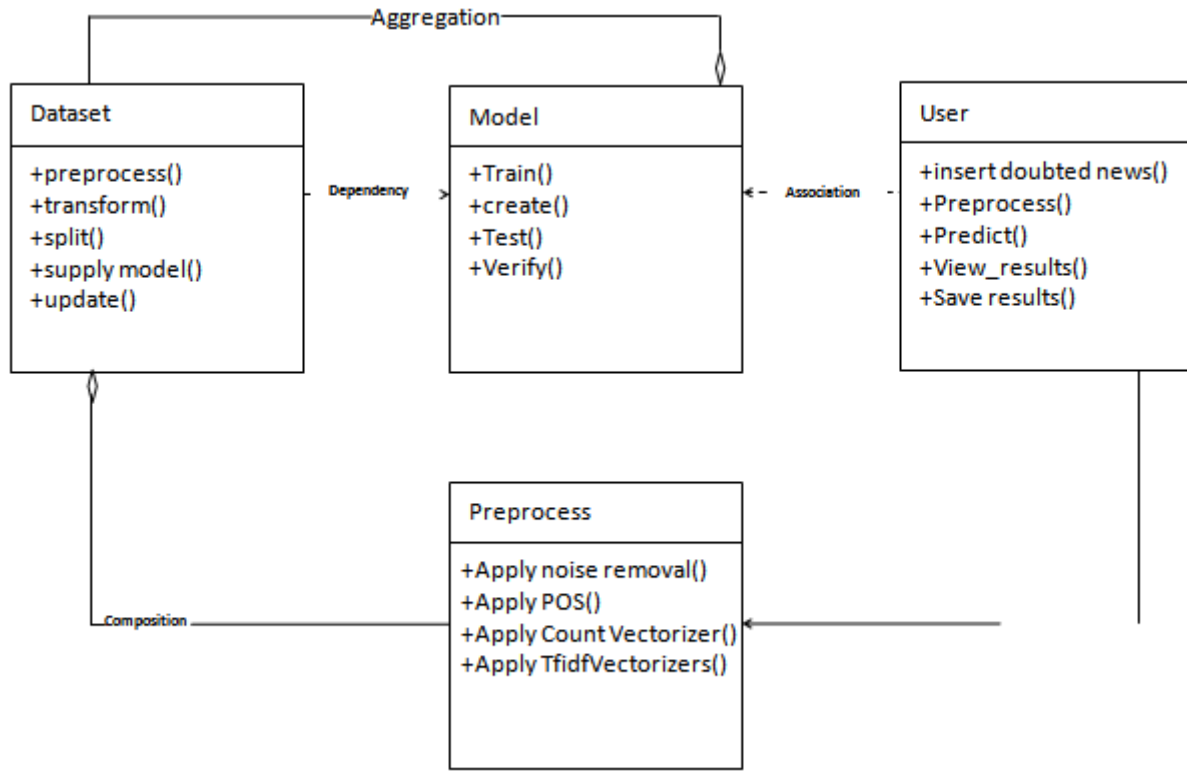 Aggregation
Dataset
+preprocess()
+transform()
+split()
+supply model()
+update()
Dependency
Model
+Train()
+create()
+Test()
+Verify()
Association
User
+insert doubted news()
+Preprocess()
+Predict()
+View_results()
+Save results()
Composition
Preprocess
+Apply noise removal()
+Apply POS()
+Apply Count Vectorizer()
+Apply TfidfVectorizers()